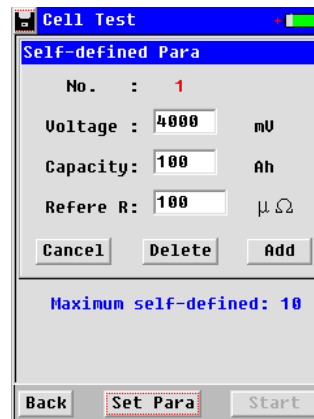 Cell Test
Self-defined Para
No. : 1
Voltage : 4000 mV
Capacity: 100 Ah
Refere R: 100 μΩ
Cancel Delete Add
Maximum self-defined: 10
Back Set Para Start